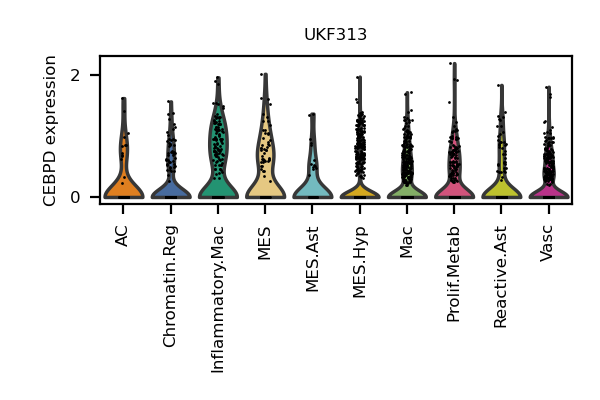 UKF313
CEBPD expression
2
0
AC
Chromatin.Reg
Inflammatory.Mac
MES
MES.Ast
MES.Hyp
Mac
Prolif.Metab
Reactive.Ast
Vasc